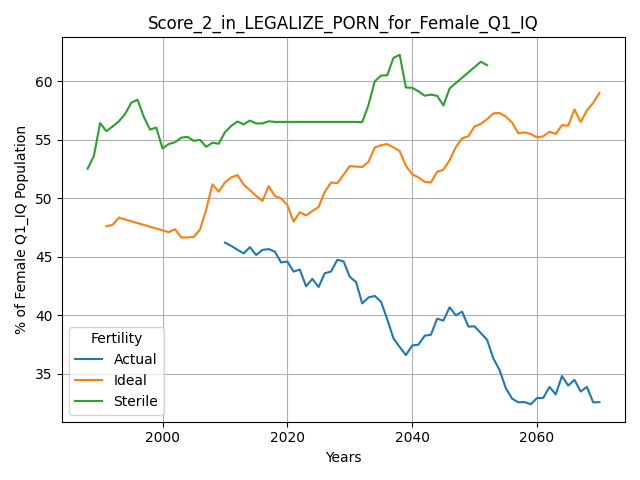 Score_2_in_LEGALIZE_PORN_for_Female_Q1_IQ
% of Female Q1_IQ Population
60
55
50
45
40
35
Fertility
Actual
Ideal
Sterile
2000 2020 2040 2060
Years